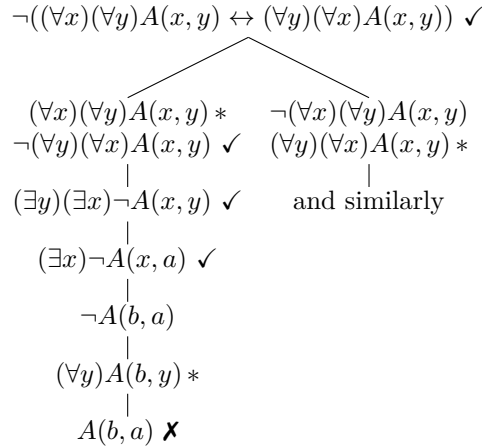 ¬((∀x)(∀y)A(x, y) ↔ (∀y)(∀x)A(x, y)) ✓
(∀x)(∀y)A(x, y) ∗
¬(∀y)(∀x)A(x, y) ✓
(∃y)(∃x)¬A(x, y) ✓
(∃x)¬A(x, a) ✓
¬A(b, a)
(∀y)A(b, y) ∗
A(b, a) ✗
¬(∀x)(∀y)A(x, y)
(∀y)(∀x)A(x, y) ∗
and similarly